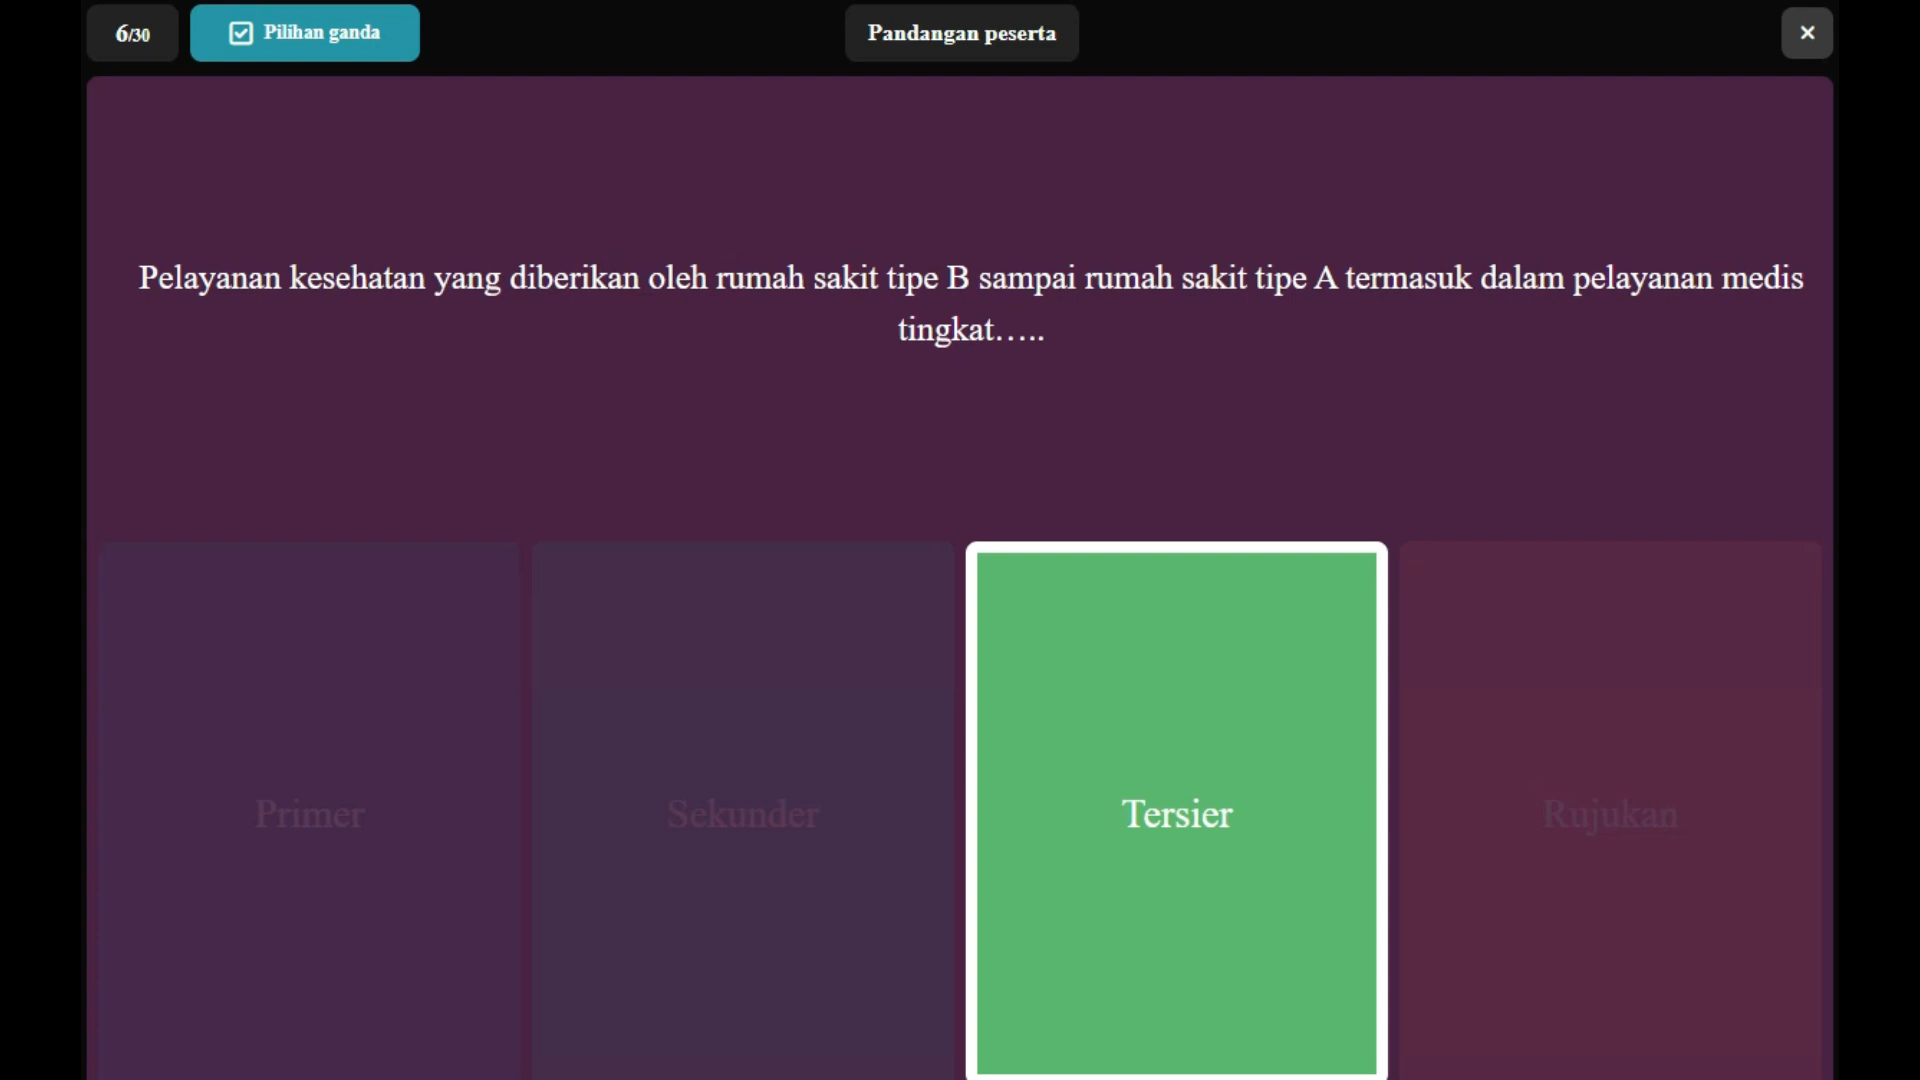 6/30
Pilihan ganda
Pandangan peserta
×
Pelayanan kesehatan yang diberikan oleh rumah sakit tipe B sampai rumah sakit tipe A termasuk dalam pelayanan medis
tingkat…..
Primer
Sekunder
Tersier
Rujukan